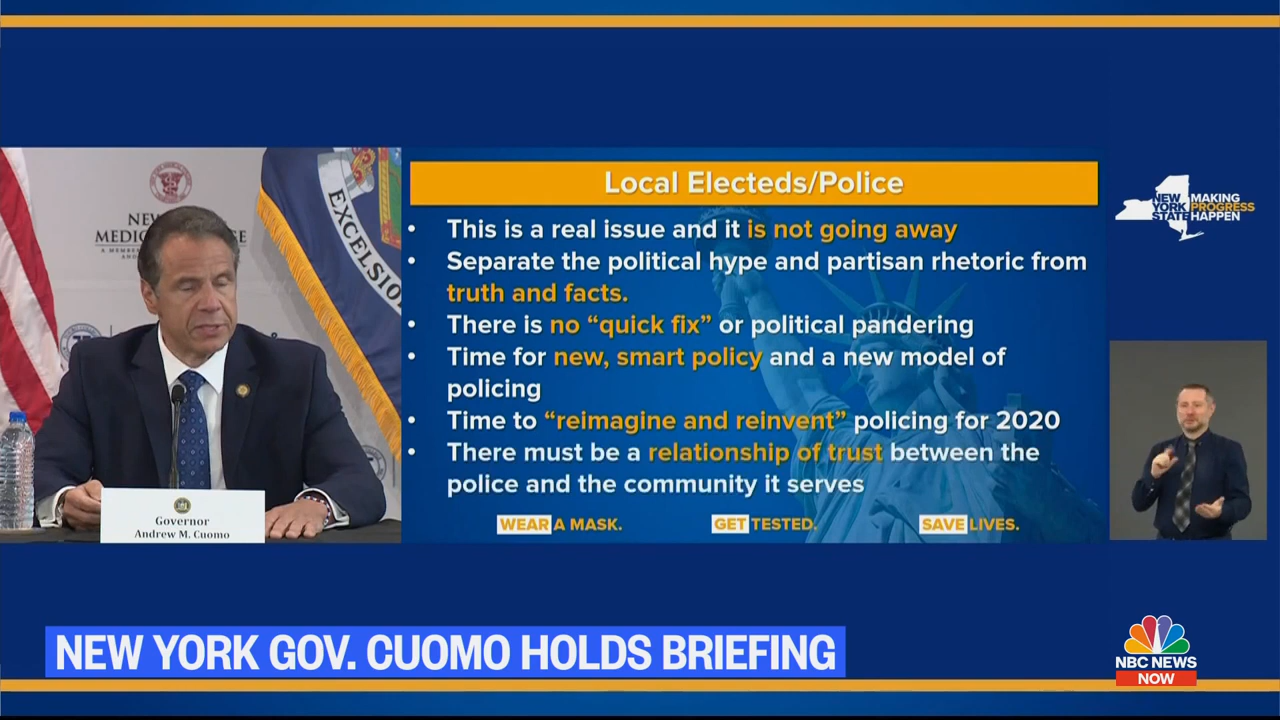 Local Electeds/Police
• This is a real issue and it is not going away
• Separate the political hype and partisan rhetoric from
truth and facts.
• There is no “quick fix” or political pandering
• Time for new, smart policy and a new model of
policing
• Time to “reimagine and reinvent” policing for 2020
• There must be a relationship of trust between the
police and the community it serves
WEAR A MASK. GET TESTED. SAVE LIVES.
NEW
MEDIC
SE
EXCELSIO
Governor
Andrew M. Cuomo
NEW
YORK
STATE
MAKING
PROGRESS
HAPPEN
NEW YORK GOV. CUOMO HOLDS BRIEFING
NBC NEWS
NOW